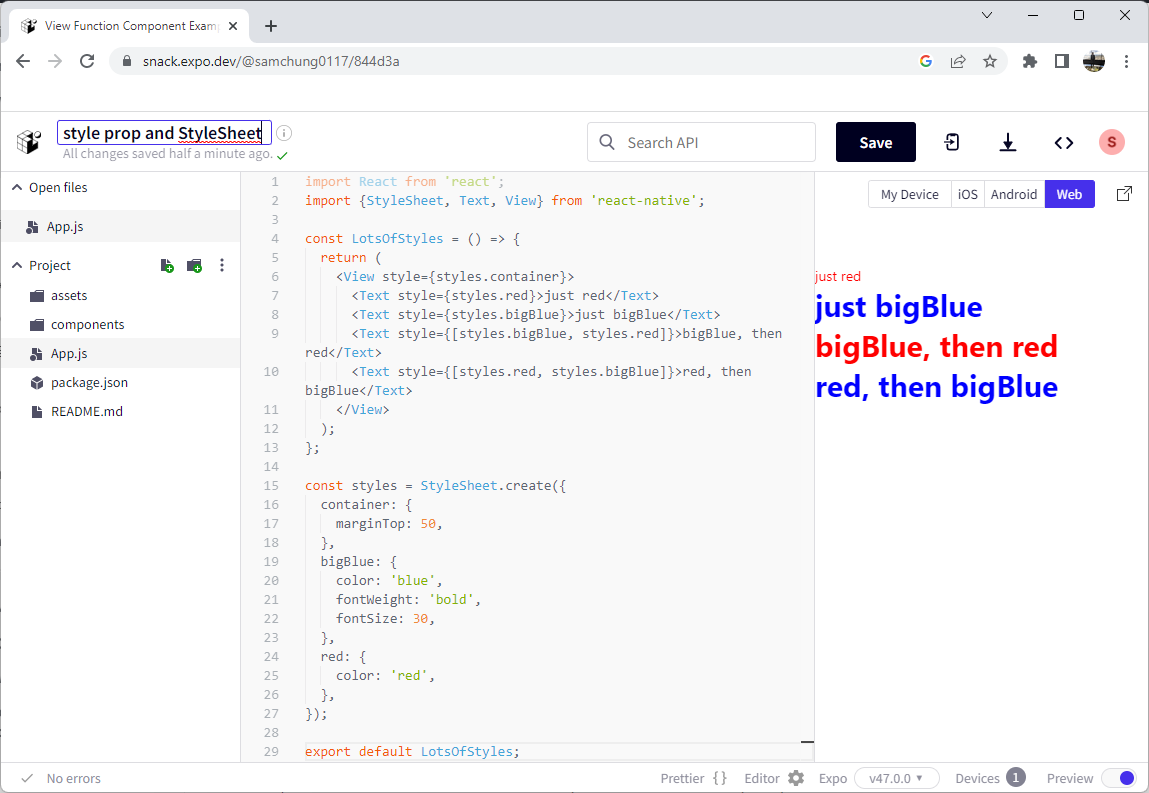 View Function Component Exam
snack.expo.dev/@samchung0117/844d3a
style prop and StyleSheet
All changes saved half a minute ago.
Search API
Save
S
Open files
App.js
Project
assets
components
App.js
package.json
README.md
1 import React from 'react';
2 import {StyleSheet, Text, View} from 'react-native';
3
4 const LotsOfStyles = () => {
5 return (
6 <View style={styles.container}>
7 <Text style={styles.red}>just red</Text>
8 <Text style={styles.bigBlue}>just bigBlue</Text>
9 <Text style={[styles.bigBlue, styles.red]}>bigBlue, then
red</Text>
10 <Text style={[styles.red, styles.bigBlue]}>red, then
bigBlue</Text>
11 </View>
12 );
13 };
14
15 const styles = StyleSheet.create({
16 container: {
17 marginTop: 50,
18 },
19 bigBlue: {
20 color: 'blue',
21 fontWeight: 'bold',
22 fontSize: 30,
23 },
24 red: {
25 color: 'red',
26 },
27 });
28
29 export default LotsOfStyles;
My Device iOS Android Web
just red
just bigBlue
bigBlue, then red
red, then bigBlue
No errors
Prettier {} Editor Expo v47.0.0 Devices 1 Preview